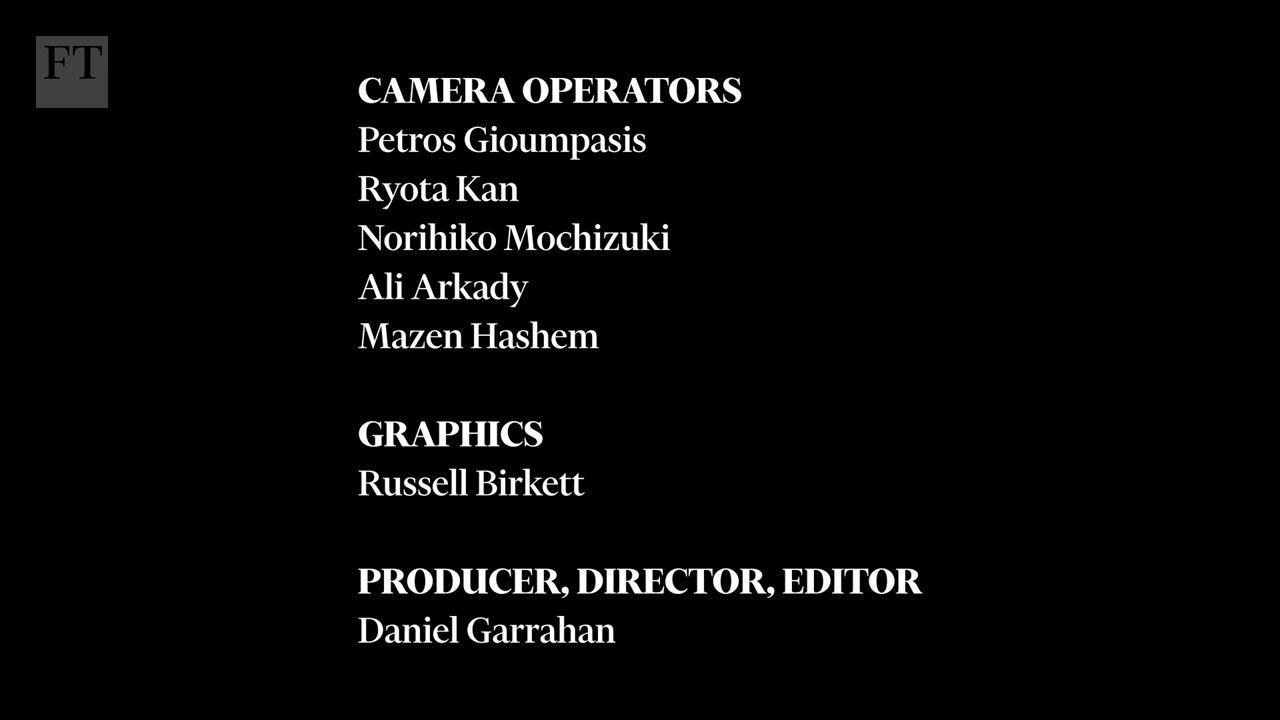 FT
CAMERA OPERATORS
Petros Gioumpasis
Ryota Kan
Norihiko Mochizuki
Ali Arkady
Mazen Hashem
GRAPHICS
Russell Birkett
PRODUCER, DIRECTOR, EDITOR
Daniel Garrahan